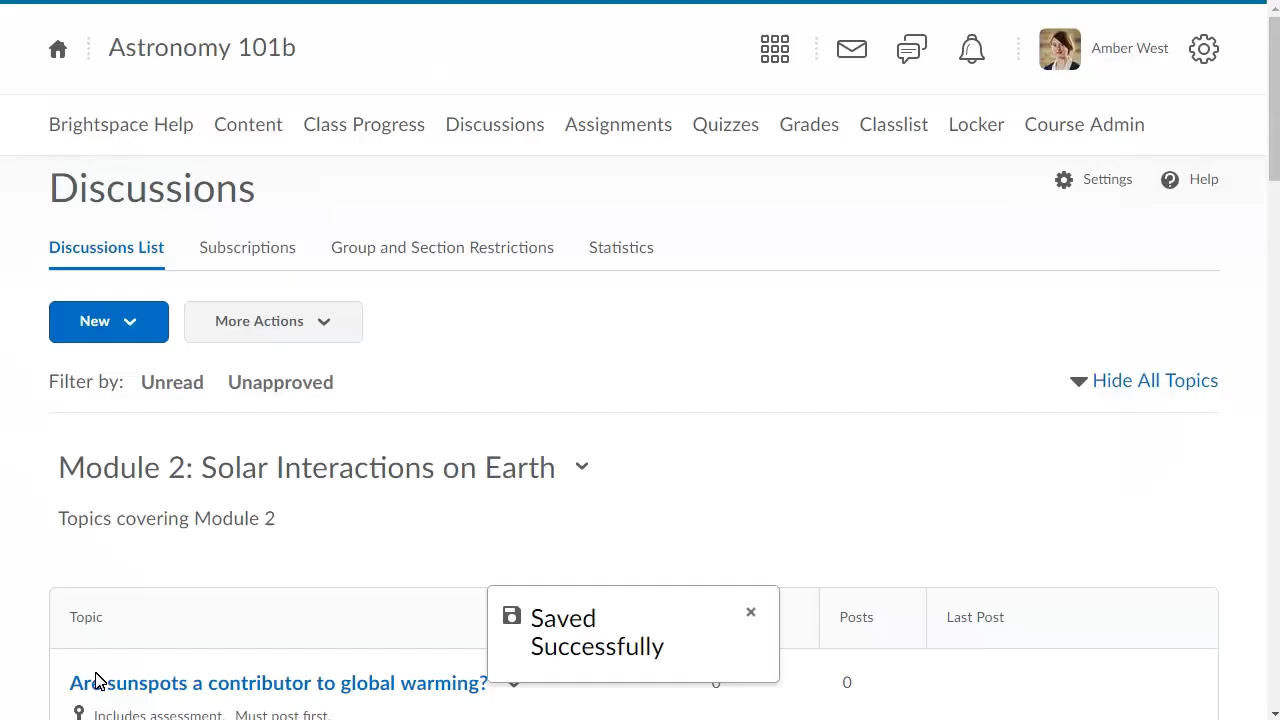 Astronomy 101b
Amber West
Brightspace Help Content Class Progress Discussions Assignments Quizzes Grades Classlist Locker Course Admin
Discussions
Settings Help
Discussions List Subscriptions Group and Section Restrictions Statistics
New More Actions
Filter by: Unread Unapproved Hide All Topics
Module 2: Solar Interactions on Earth
Topics covering Module 2
Topic Posts Last Post
Saved
Successfully
Are sunspots a contributor to global warming? 0 0
Includes assessment. Must post first.